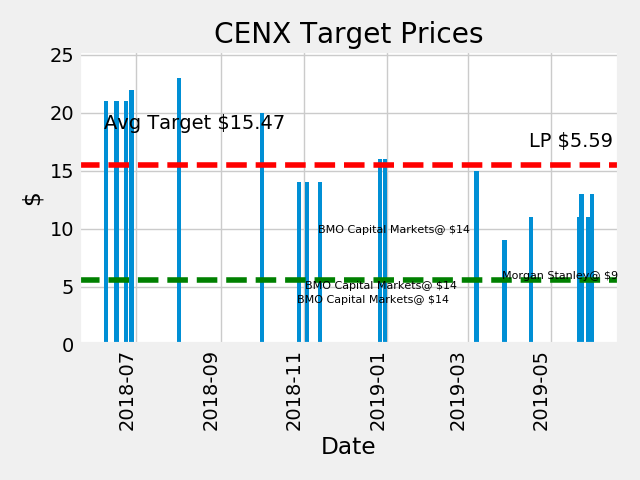 CENX Target Prices
25
20
15
10
5
0
$
Avg Target $15.47
LP $5.59
BMO Capital Markets@ $14
Morgan Stanley@ $9
BMO Capital Markets@ $14
BMO Capital Markets@ $14
2018-07
2018-09
2018-11
2019-01
2019-03
2019-05
Date